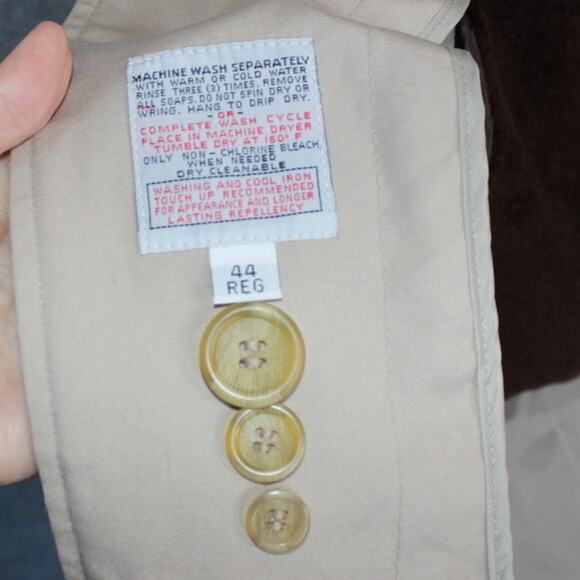 MACHINE WASH SEPARATELY
WITH WARM OR COLD WATER
RINSE THREE (3) TIMES. REMOVE
ALL SOAPS. DO NOT SPIN DRY OR
WRING. HANG TO DRIP DRY.
-OR-
COMPLETE WASH CYCLE
PLACE IN MACHINE DRYER
TUMBLE DRY AT 160° F
ONLY NON-CHLORINE BLEACH
WHEN NEEDED
DRY CLEANABLE
WASHING AND COOL IRON
TOUCH UP RECOMMENDED
FOR APPEARANCE AND LONGER
LASTING REPELLENCY
44
REG